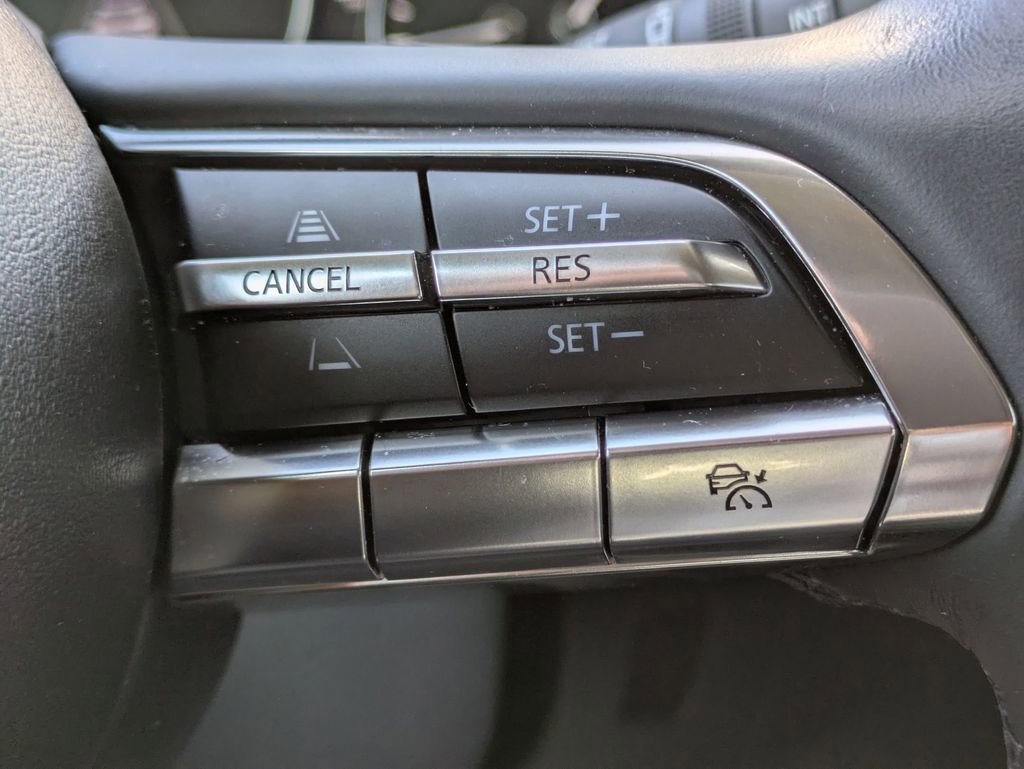 INT
SET+
CANCEL
RES
SET-